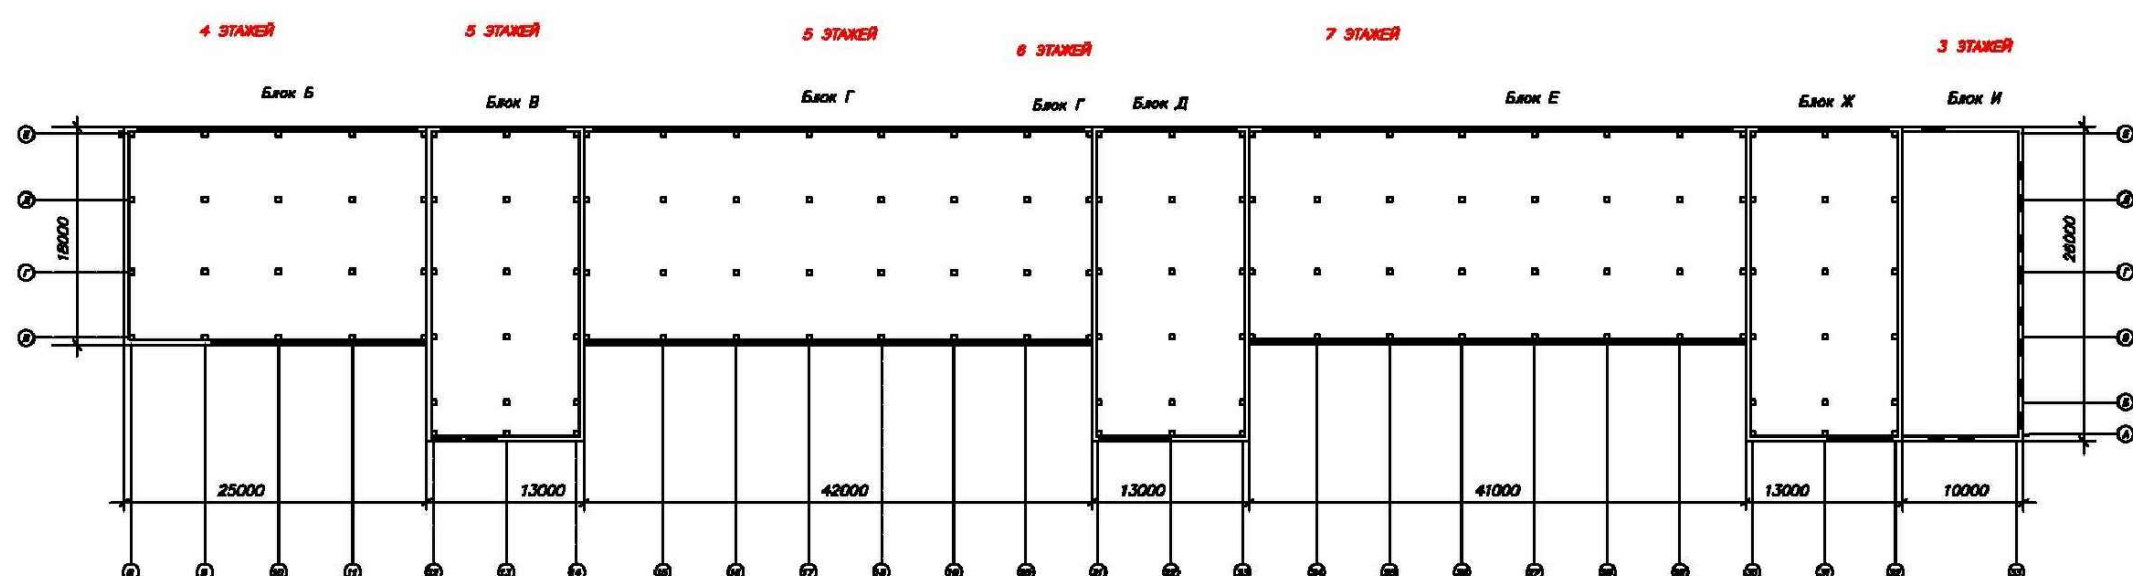 4 ЭТАЖЕЙ
5 ЭТАЖЕЙ
5 ЭТАЖЕЙ
6 ЭТАЖЕЙ
7 ЭТАЖЕЙ
3 ЭТАЖЕЙ
Блок Б
Блок В
Блок Г
Блок Г
Блок Д
Блок Е
Блок Ж
Блок И
Е
Е
Д
Д
18000
26000
Г
Г
В
В
Б
А
25000
13000
42000
13000
41000
13000
10000